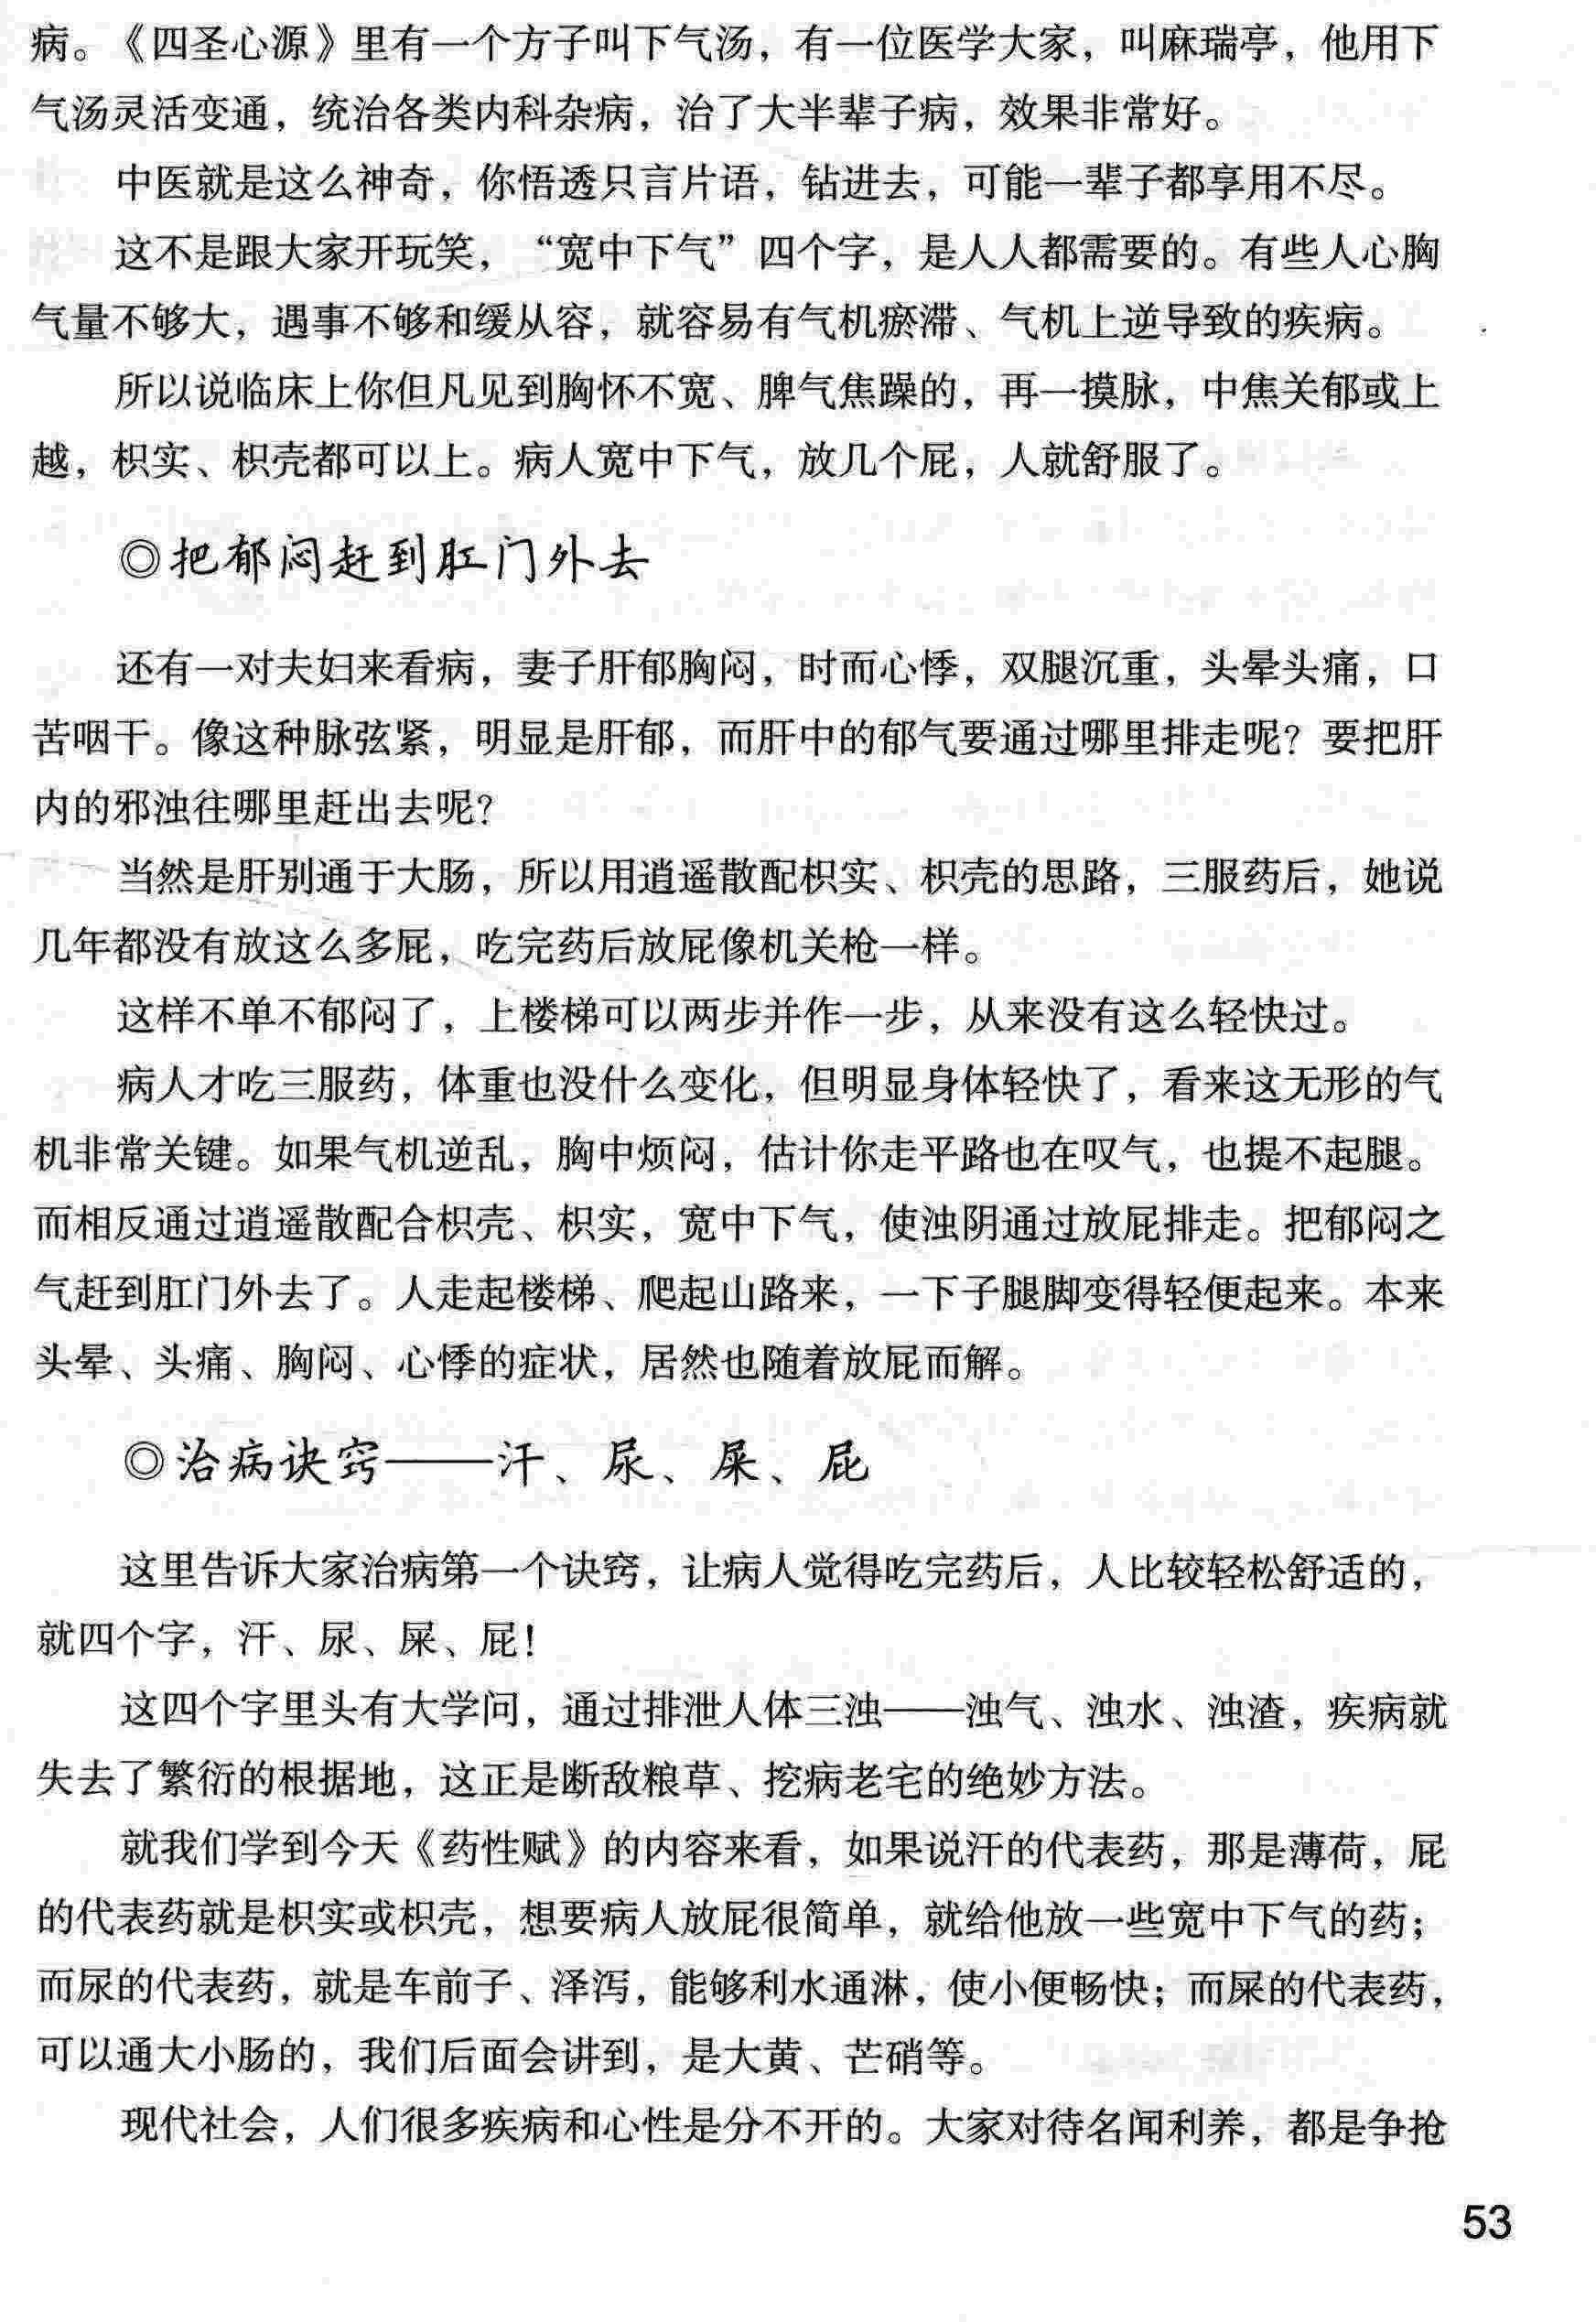 病。《四圣心源》里有一个方子叫下气汤，有一位医学大家，叫麻瑞亭，他用下
气汤灵活变通，统治各类内科杂病，治了大半辈子病，效果非常好。
中医就是这么神奇，你悟透只言片语，钻进去，可能一辈子都享用不尽。
这不是跟大家开玩笑，“宽中下气”四个字，是人人都需要的。有些人心胸
气量不够大，遇事不够和缓从容，就容易有气机瘀滞、气机上逆导致的疾病。
所以说临床上你但凡见到胸怀不宽、脾气焦躁的，再一摸脉，中焦关郁或上
越，枳实、枳壳都可以上。病人宽中下气，放几个屁，人就舒服了。
◎把郁闷赶到肛门外去
还有一对夫妇来看病，妻子肝郁胸闷，时而心悸，双腿沉重，头晕头痛，口
苦咽干。像这种脉弦紧，明显是肝郁，而肝中的郁气要通过哪里排走呢？要把肝
内的邪浊往哪里赶出去呢？
当然是肝别通于大肠，所以用逍遥散配枳实、枳壳的思路，三服药后，她说
几年都没有放这么多屁，吃完药后放屁像机关枪一样。
这样不单不郁闷了，上楼梯可以两步并作一步，从来没有这么轻快过。
病人才吃三服药，体重也没什么变化，但明显身体轻快了，看来这无形的气
机非常关键。如果气机逆乱，胸中烦闷，估计你走平路也在叹气，也提不起腿。
而相反通过逍遥散配合枳壳、枳实，宽中下气，使浊阴通过放屁排走。把郁闷之
气赶到肛门外去了。人走起楼梯、爬起山路来，一下子腿脚变得轻便起来。本来
头晕、头痛、胸闷、心悸的症状，居然也随着放屁而解。
◎治病诀窍——汗、尿、屎、屁
这里告诉大家治病第一个诀窍，让病人觉得吃完药后，人比较轻松舒适的，
就四个字，汗、尿、屎、屁！
这四个字里头有大学问，通过排泄人体三浊——浊气、浊水、浊渣，疾病就
失去了繁衍的根据地，这正是断敌粮草、挖病老宅的绝妙方法。
就我们学到今天《药性赋》的内容来看，如果说汗的代表药，那是薄荷，屁
的代表药就是枳实或枳壳，想要病人放屁很简单，就给他放一些宽中下气的药；
而尿的代表药，就是车前子、泽泻，能够利水通淋，使小便畅快；而屎的代表药，
可以通大小肠的，我们后面会讲到，是大黄、芒硝等。
现代社会，人们很多疾病和心性是分不开的。大家对待名闻利养，都是争抢
53